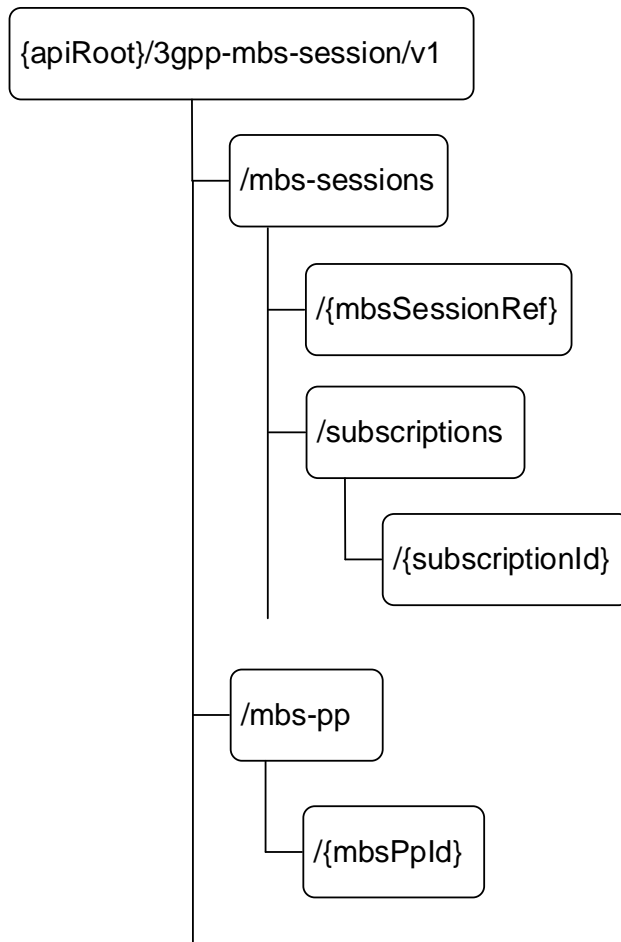 {apiRoot}/3gpp-mbs-session/v1
/mbs-sessions
/{mbsSessionRef}
/subscriptions
/{subscriptionId}
/mbs-pp
/{mbsPpId}